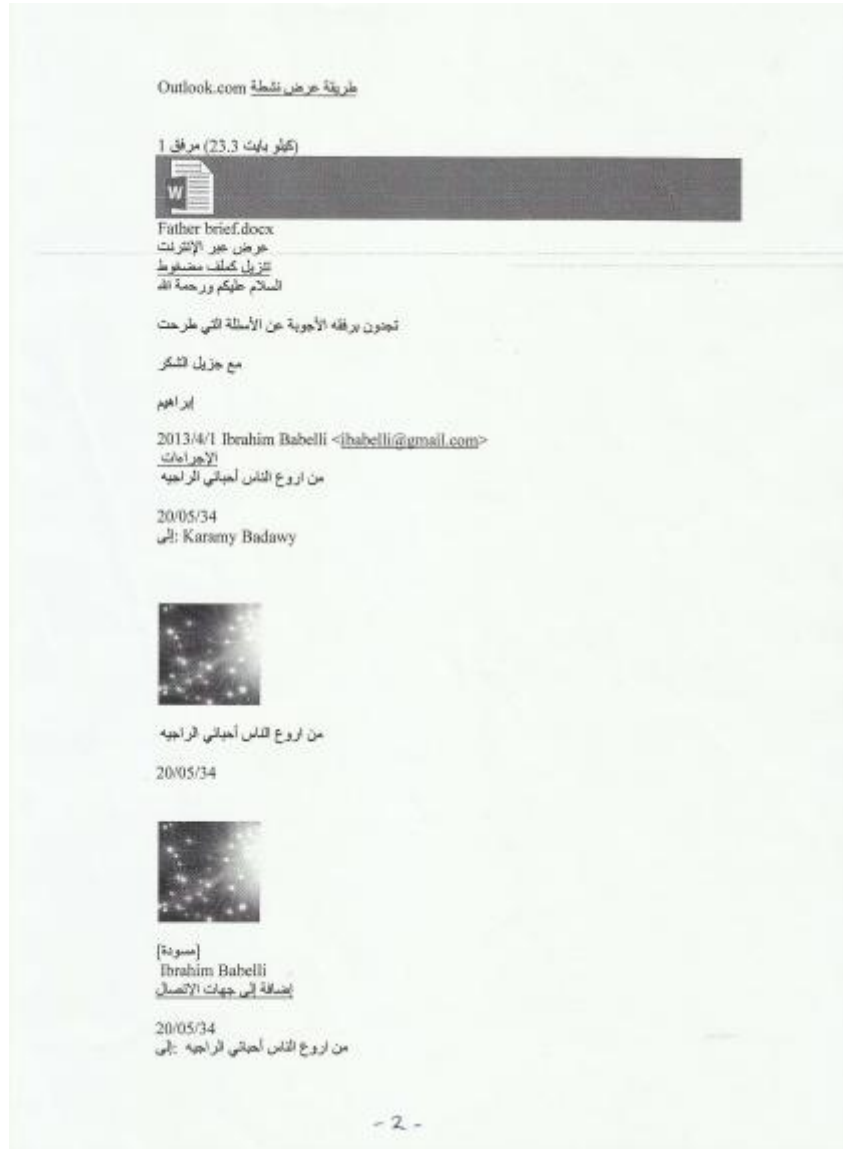 طريقة عرض نشطة Outlook.com
(كيلو بايت 23.3) مرفق 1
W
Father brief.docx
عرض عبر الإنترنت
تنزيل كملف مضغوط
السلام عليكم ورحمة الله
تجدون برفقه الأجوبة عن الأسئلة التي طرحت
مع جزيل الشكر
إبراهيم
2013/4/1 Ibrahim Babelli <ibabelli@gmail.com>
الإجراءات
من اروع الناس أحبائي الراجيه
20/05/34
إلى: Karamy Badawy
من اروع الناس أحبائي الراجيه
20/05/34
[مسودة]
Ibrahim Babelli
إضافة إلى جهات الاتصال
20/05/34
من اروع الناس أحبائي الراجيه إلى:
- 2 -